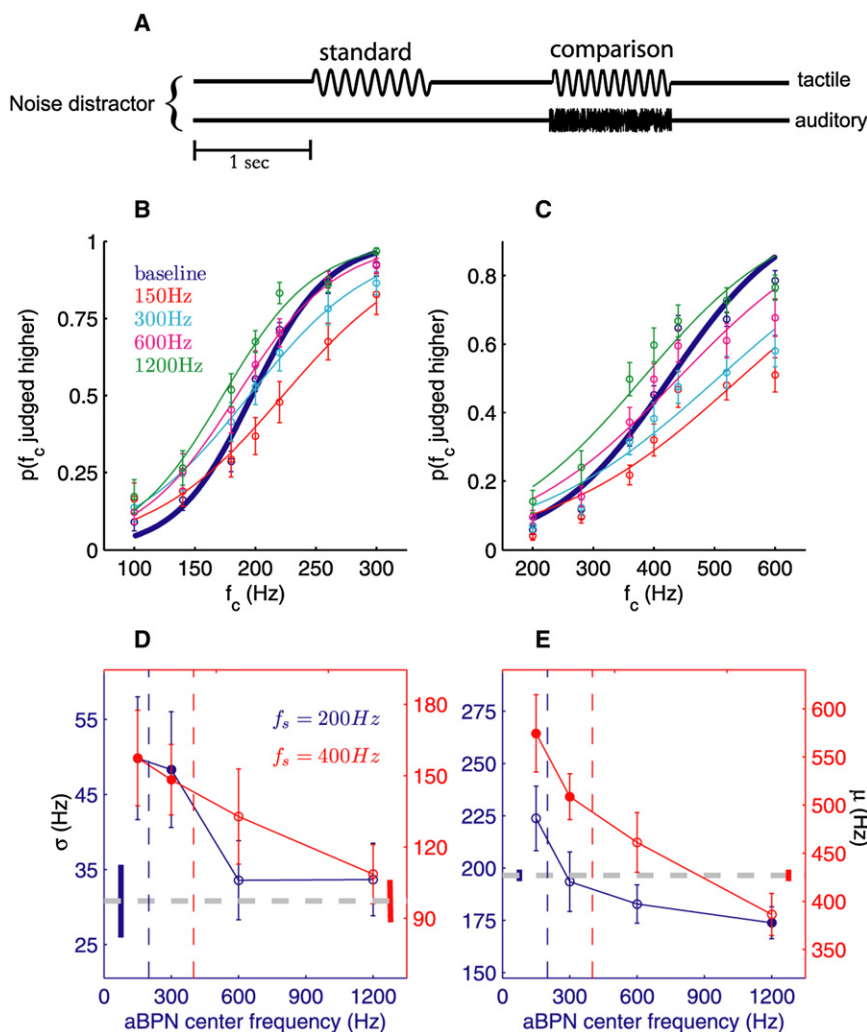 A
standard
comparison
Noise distractor
tactile
auditory
1 sec
B
p(fc judged higher)
1
0.75
0.5
0.25
0
baseline
150Hz
300Hz
600Hz
1200Hz
100 150 200 250 300
fc (Hz)
C
p(fc judged higher)
0.8
0.6
0.4
0.2
0
200 300 400 500 600
fc (Hz)
D
σ (Hz)
55
45
35
25
fs = 200Hz
fs = 400Hz
180
150
120
90
0 300 600 900 1200
aBPN center frequency (Hz)
E
275
250
225
200
175
150
600
550
500
450
400
350
μ (Hz)
0 300 600 900 1200
aBPN center frequency (Hz)